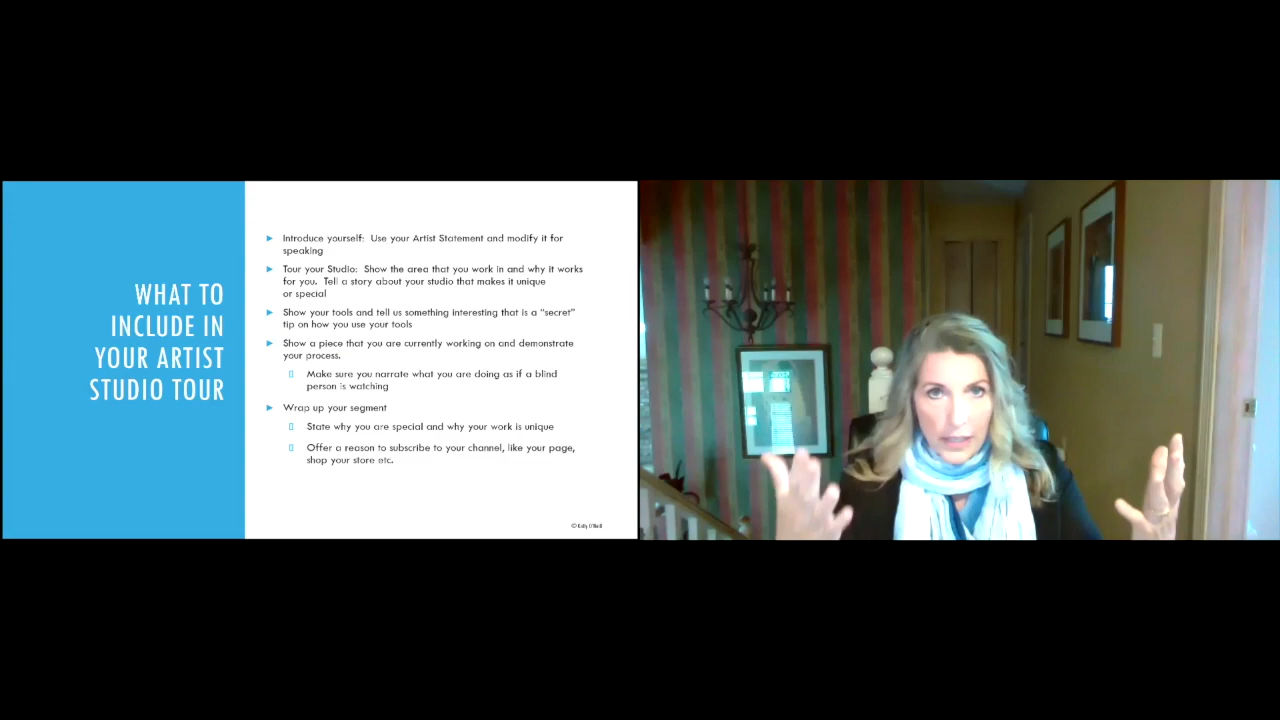 WHAT TO
INCLUDE IN
YOUR ARTIST
STUDIO TOUR
Introduce yourself: Use your Artist Statement and modify it for
speaking
Tour your Studio: Show the area that you work in and why it works
for you. Tell a story about your studio that makes it unique
or special
Show your tools and tell us something interesting that is a "secret"
tip on how you use your tools
Show a piece that you are currently working on and demonstrate
your process.
Make sure you narrate what you are doing as if a blind
person is watching
Wrap up your segment
State why you are special and why your work is unique
Offer a reason to subscribe to your channel, like your page,
shop your store etc.
©